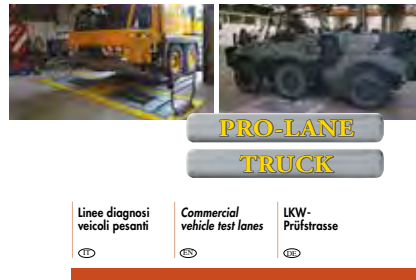 PRO-LANE
TRUCK
Linee diagnosi
veicoli pesanti
IT
Commercial
vehicle test lanes
EN
LKW-
Prüfstrasse
DE